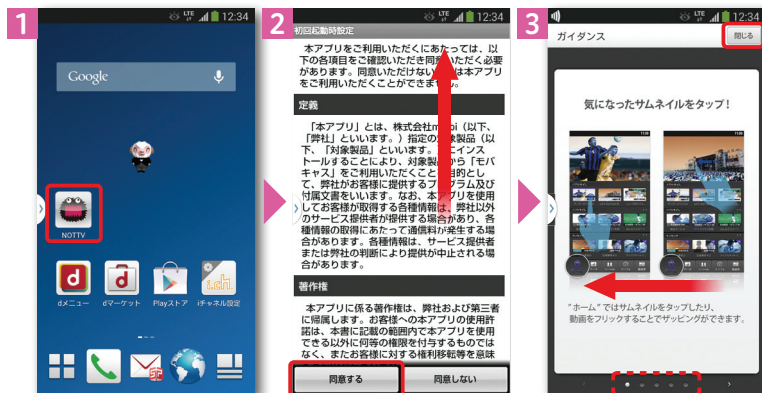 1
LTE 12:34
Google
NOTTV
dメニュー dマーケット Playストア iチャネル設定
2
LTE 12:34
初回起動時設定
本アプリをご利用いただくにあたっては、以
下の各項目をご確認いただき同意いただく必要
があります。同意いただけない
は本アプリ
をご利用いただくことができません。
定義
「本アプリ」とは、株式会社m
bi（以下、
「弊社」といいます。）指定の
象製品（以
下、「対象製品」といいます。
にインス
トールすることにより、対象製
から「モバ
キャス」をご利用いただくこと
目的とし
て、弊社がお客様に提供するプログラム及び
付属文書をいいます。なお、本アプリを使用
してお客様が取得する各種情報は、弊社以外
のサービス提供者が提供する場合があり、各
種情報の取得にあたって通信料が発生する場
合があります。各種情報は、サービス提供者
または弊社の判断により提供が中止される場
合があります。
著作権
本アプリに係る著作権は、弊社および第三者
に帰属します。お客様への本アプリの使用許
諾は、本書に記載の範囲内で本アプリを使用
できる以外に何等の権限を付与するものでは
なく、またお客様に対する権利移転等を意味
同意する 同意しない
3
LTE 12:34
ガイダンス 閉じる
気になったサムネイルをタップ！
"ホーム"ではサムネイルをタップしたり、
動画をフリックすることでザッピングができます。